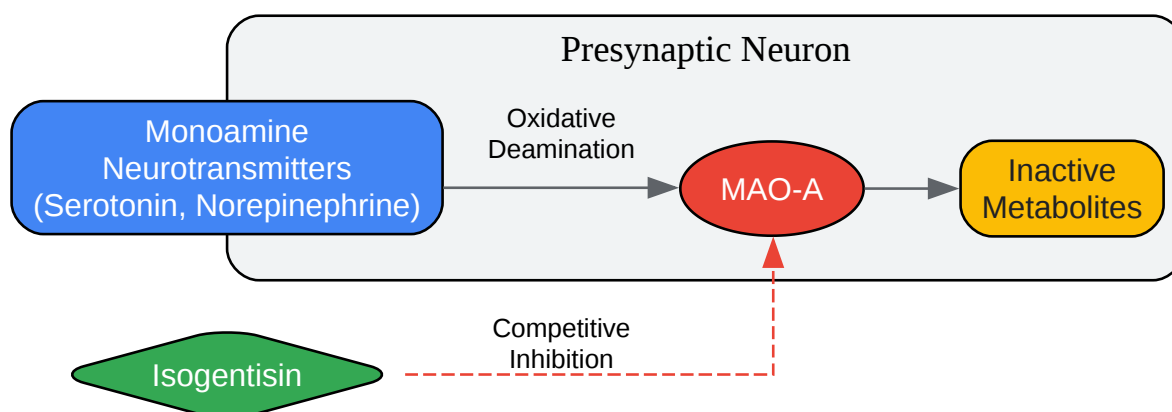 Presynaptic Neuron
Monoamine
Neurotransmitters
(Serotonin, Norepinephrine)
Oxidative
Deamination
MAO-A
Inactive
Metabolites
Competitive
Inhibition
Isogentisin